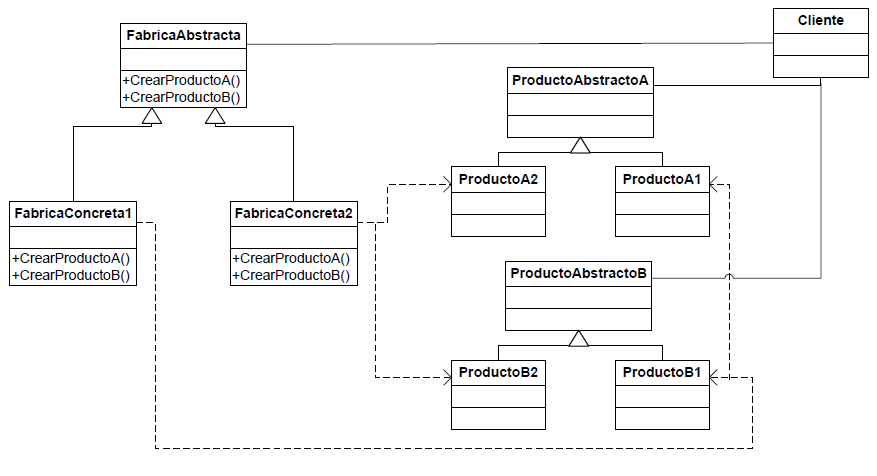 Cliente
FabricaAbstracta
+CrearProductoA()
+CrearProductoB()
ProductoAbstractoA
ProductoA2
ProductoA1
FabricaConcreta1
+CrearProductoA()
+CrearProductoB()
FabricaConcreta2
+CrearProductoA()
+CrearProductoB()
ProductoAbstractoB
ProductoB2
ProductoB1